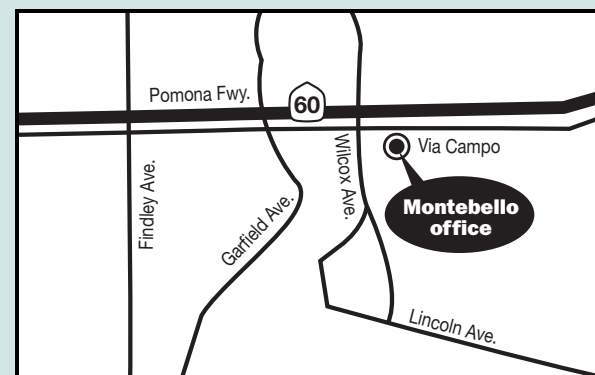 Pomona Fwy.
60
Via Campo
Findley Ave.
Garfield Ave.
Wilcox Ave.
Montebello
office
Lincoln Ave.